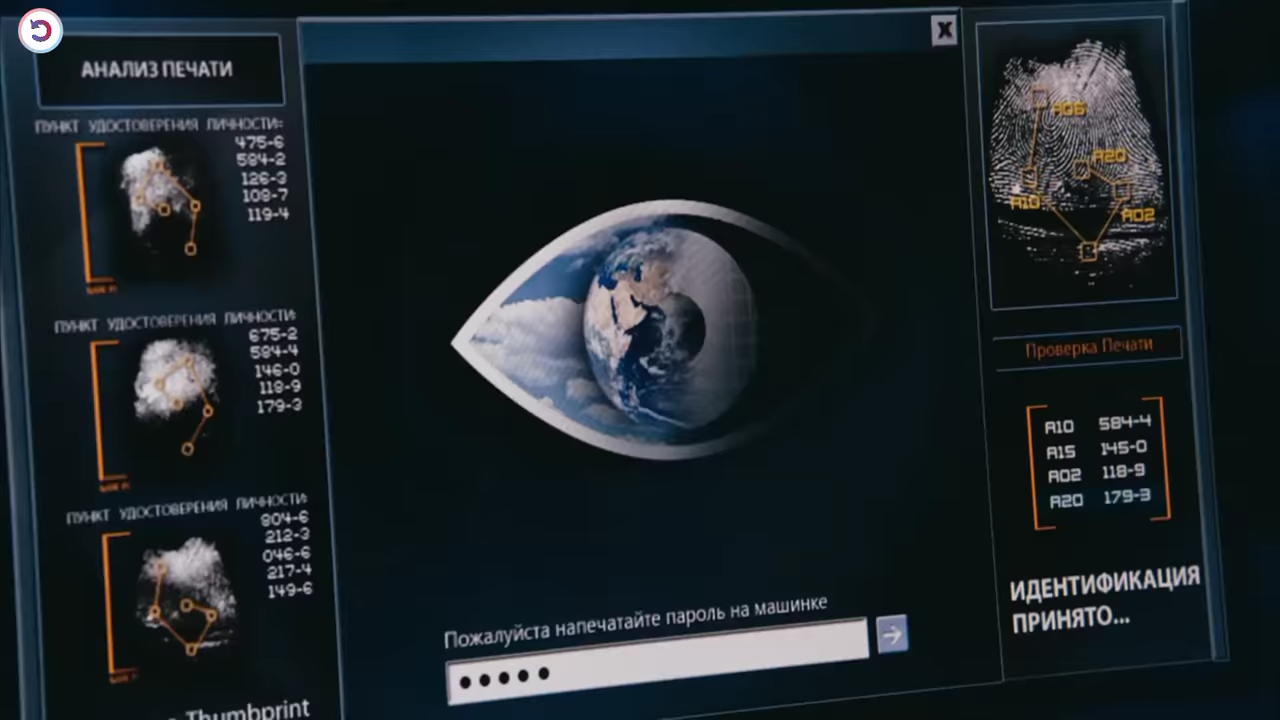 АНАЛИЗ ПЕЧАТИ
ПУНКТ УДОСТОВЕРЕНИЯ ЛИЧНОСТИ:
475-6
584-2
126-3
108-7
119-4
ПУНКТ УДОСТОВЕРЕНИЯ ЛИЧНОСТИ:
675-2
584-4
146-0
118-9
179-3
ПУНКТ УДОСТОВЕРЕНИЯ ЛИЧНОСТИ:
904-6
212-3
046-6
217-4
149-6
Thumbprint
X
Пожалуйста напечатайте пароль на машинке
A06
A20
A10
A02
Проверка Печати
A10 584-4
A15 145-0
A02 118-9
A20 179-3
ИДЕНТИФИКАЦИЯ
ПРИНЯТО...